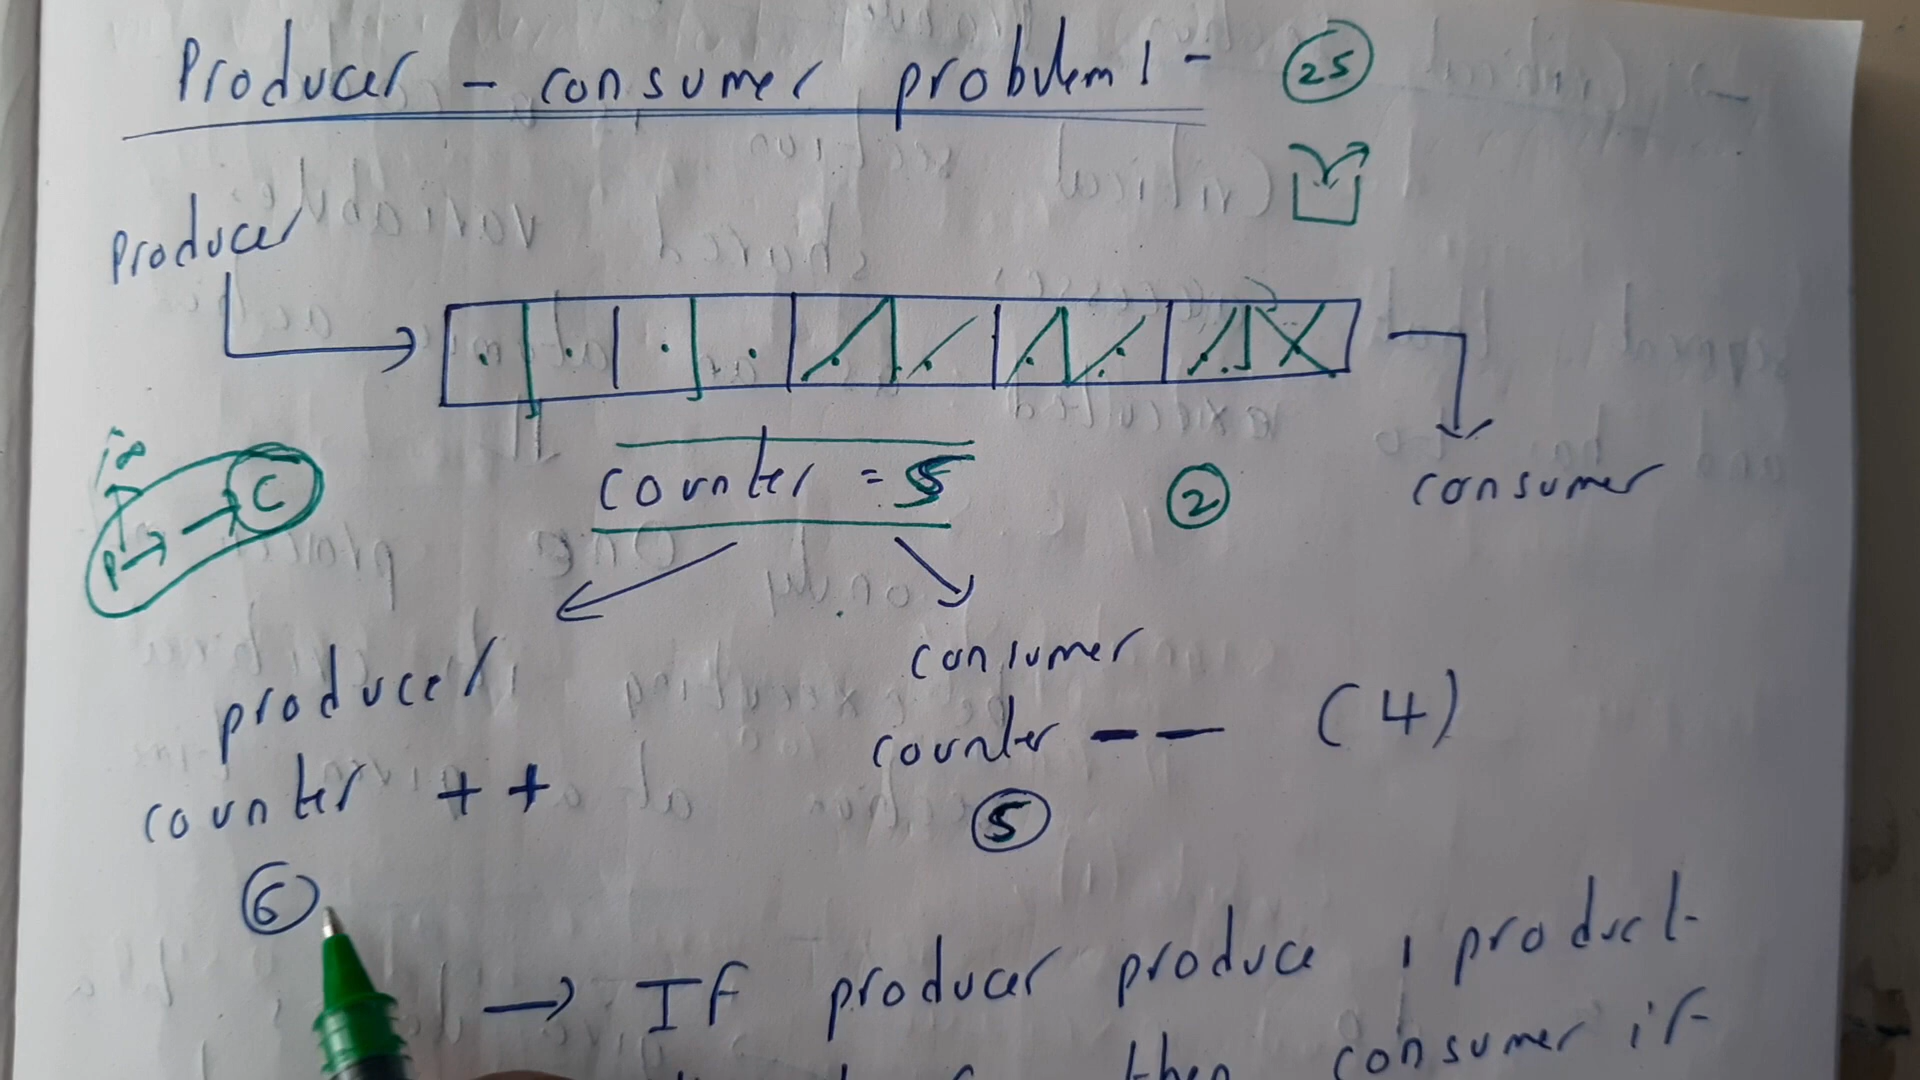 Producer - consumer problem :- 25
Producer
counter = 5 2 consumer
P C
producer consumer
counter ++ counter -- (4)
6 5
→ If producer produce 1 product
then consumer if